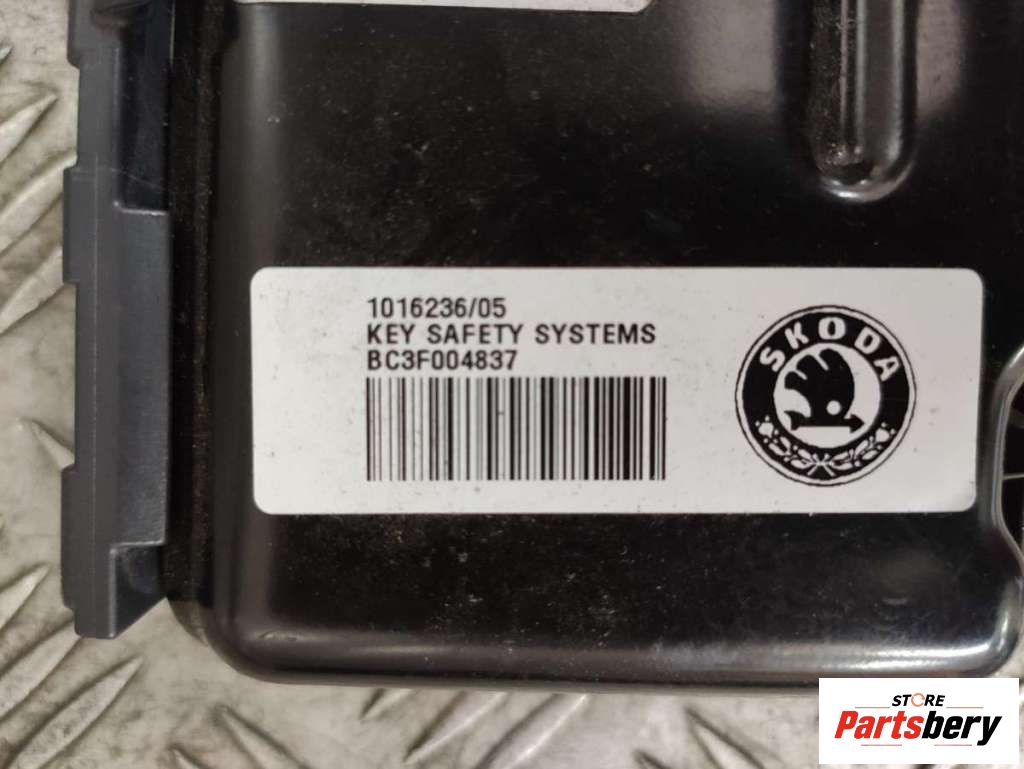 1016236/05
KEY SAFETY SYSTEMS
BC3F004837
SKODA
STORE
Partsbery